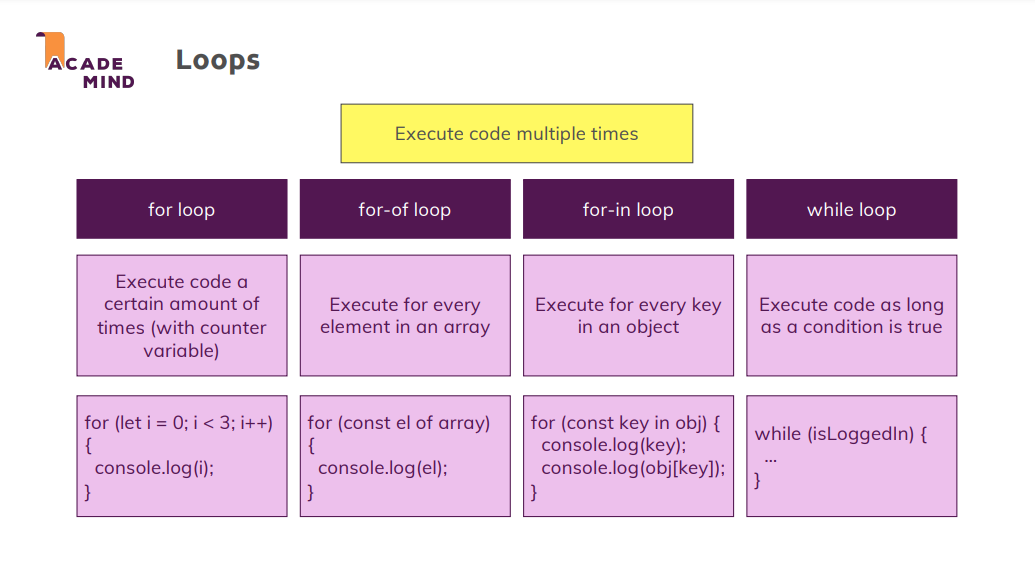 ACADE
MIND
Loops
Execute code multiple times
for loop
for-of loop
for-in loop
while loop
Execute code a
certain amount of
times (with counter
variable)
Execute for every
element in an array
Execute for every key
in an object
Execute code as long
as a condition is true
for (let i = 0; i < 3; i++)
{
  console.log(i);
}
for (const el of array)
{
  console.log(el);
}
for (const key in obj) {
  console.log(key);
  console.log(obj[key]);
}
while (isLoggedIn) {
  ...
}